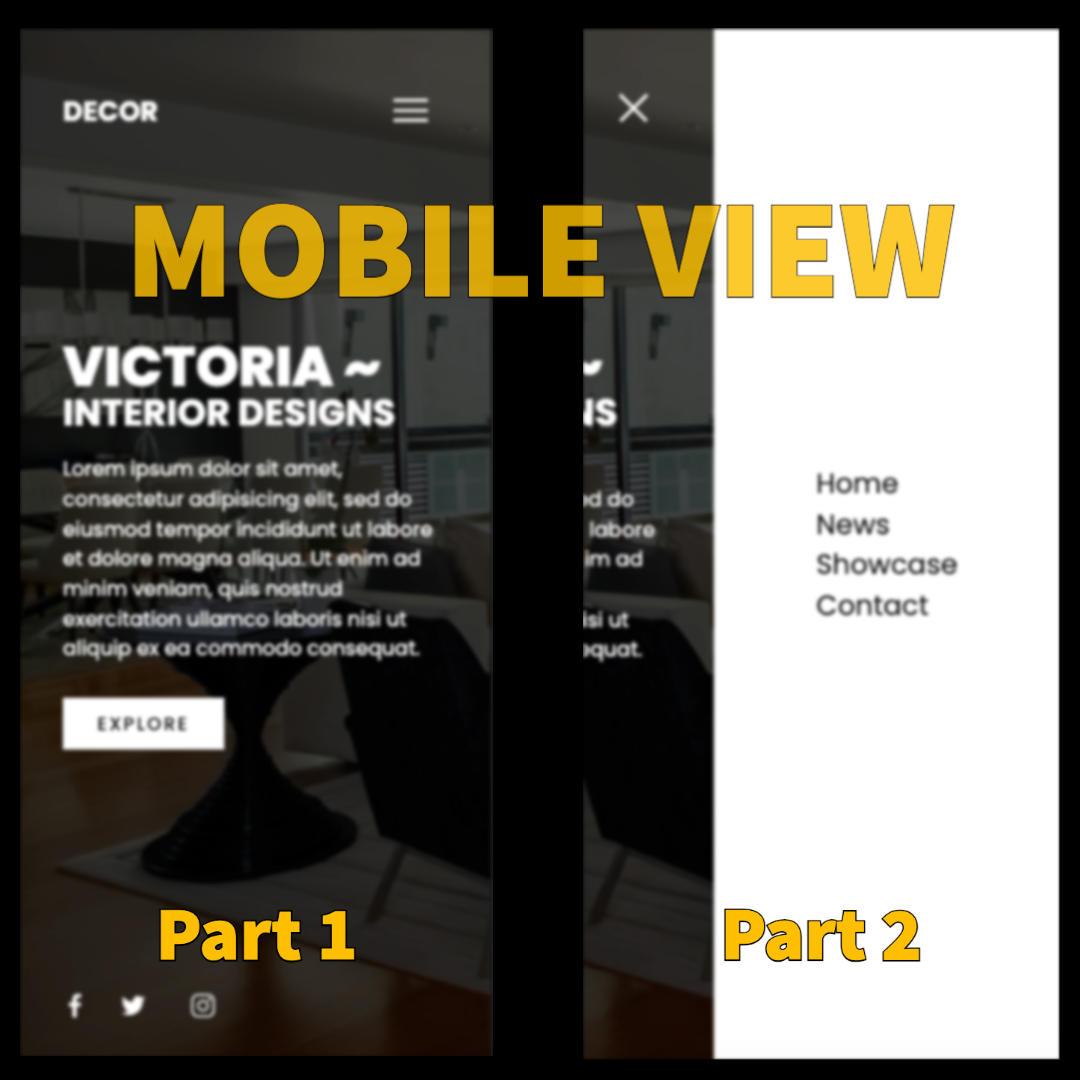 DECOR
MOBILE VIEW
VICTORIA ~
INTERIOR DESIGNS
Lorem ipsum dolor sit amet,
consectetur adipisicing elit, sed do
eiusmod tempor incididunt ut labore
et dolore magna aliqua. Ut enim ad
minim veniam, quis nostrud
exercitation ullamco laboris nisi ut
aliquip ex ea commodo consequat.
EXPLORE
Part 1
~
NS
ed do
labore
im ad
isi ut
equat.
Home
News
Showcase
Contact
Part 2